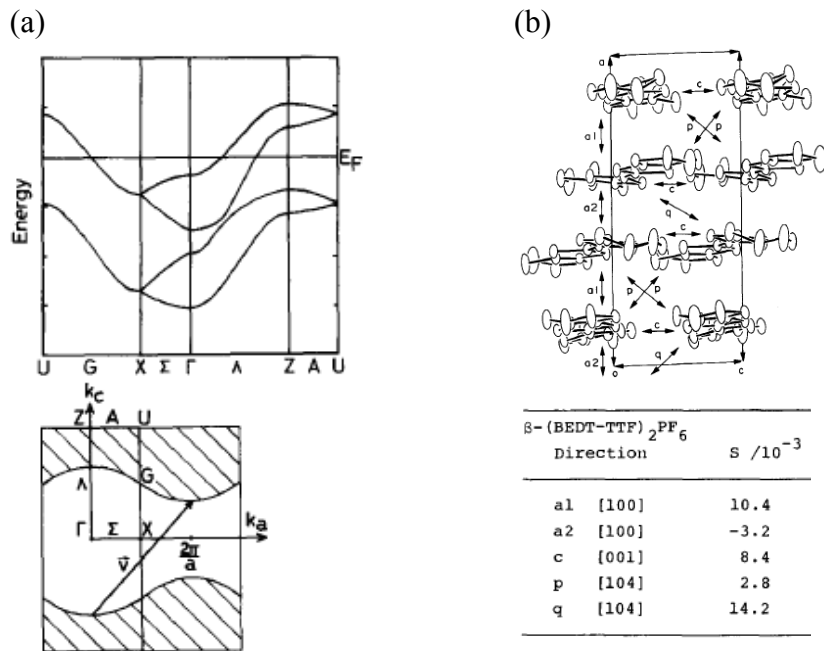 (a)
(b)
Energy
E_F
U G X Σ Γ Λ Z A U
k_c
Z A U
Λ
G
Γ Σ X k_a
v⃗
2π
a
a
c
p p
a1
c
a2
q
c
a1
p p
c
a2
q
o
c
β-(BEDT-TTF)₂PF₆
Direction S /10⁻³
a1 [100] 10.4
a2 [100] -3.2
c [001] 8.4
p [104] 2.8
q [104] 14.2